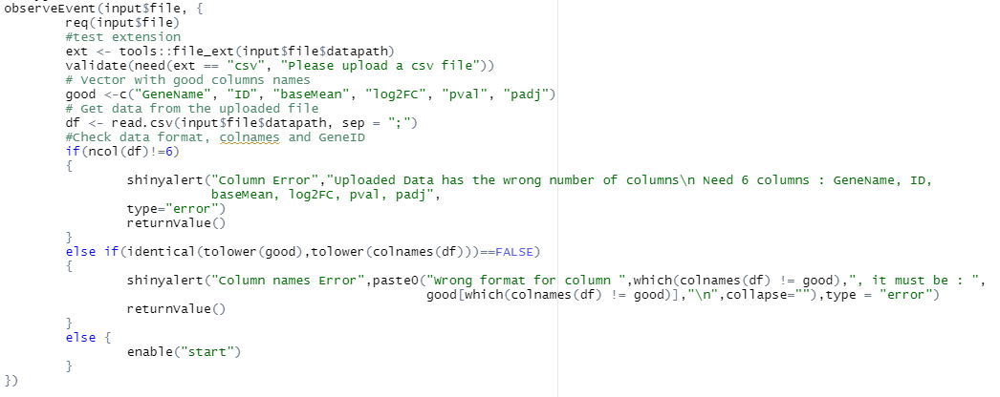 observeEvent(input$file, {
req(input$file)
#test extension
ext <- tools::file_ext(input$file$datapath)
validate(need(ext == "csv", "Please upload a csv file"))
# Vector with good columns names
good <-c("GeneName", "ID", "baseMean", "log2FC", "pval", "padj")
# Get data from the uploaded file
df <- read.csv(input$file$datapath, sep = ";")
#Check data format, colnames and GeneID
if(ncol(df)!=6)
{
shinyalert("Column Error","Uploaded Data has the wrong number of columns\n Need 6 columns : GeneName, ID,
baseMean, log2FC, pval, padj",
type="error")
returnValue()
}
else if(identical(tolower(good),tolower(colnames(df)))==FALSE)
{
shinyalert("Column names Error",paste0("Wrong format for column ",which(colnames(df) != good),", it must be : ",
good[which(colnames(df) != good)],"\n",collapse=""),type = "error")
returnValue()
}
else {
enable("start")
}
})